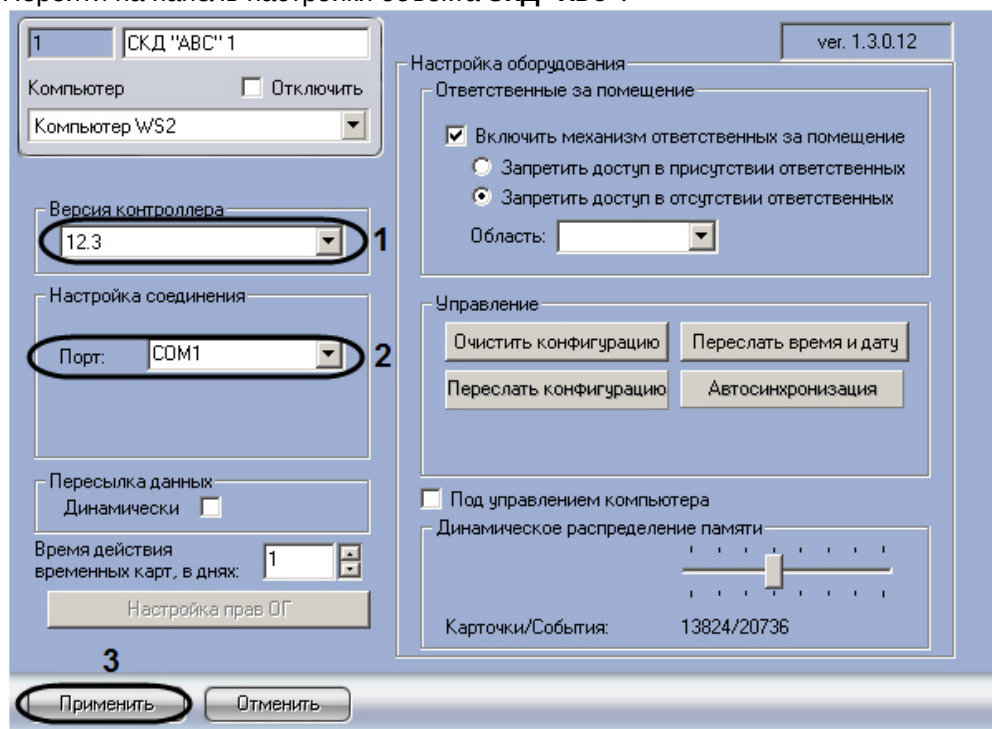 Перейти на панель настройки объекта СКД "АВС".
1
СКД "АВС" 1
Компьютер
Отключить
Компьютер WS2
Версия контроллера
12.3
1
Настройка соединения
Порт:
COM1
2
Пересылка данных
Динамически
Время действия
временных карт, в днях:
1
Настройка прав ОГ
3
Применить
Отменить
ver. 1.3.0.12
Настройка оборудования
Ответственные за помещение
Включить механизм ответственных за помещение
Запретить доступ в присутствии ответственных
Запретить доступ в отсутствии ответственных
Область:
Управление
Очистить конфигурацию
Переслать время и дату
Переслать конфигурацию
Автосинхронизация
Под управлением компьютера
Динамическое распределение памяти
Карточки/События:
13824/20736